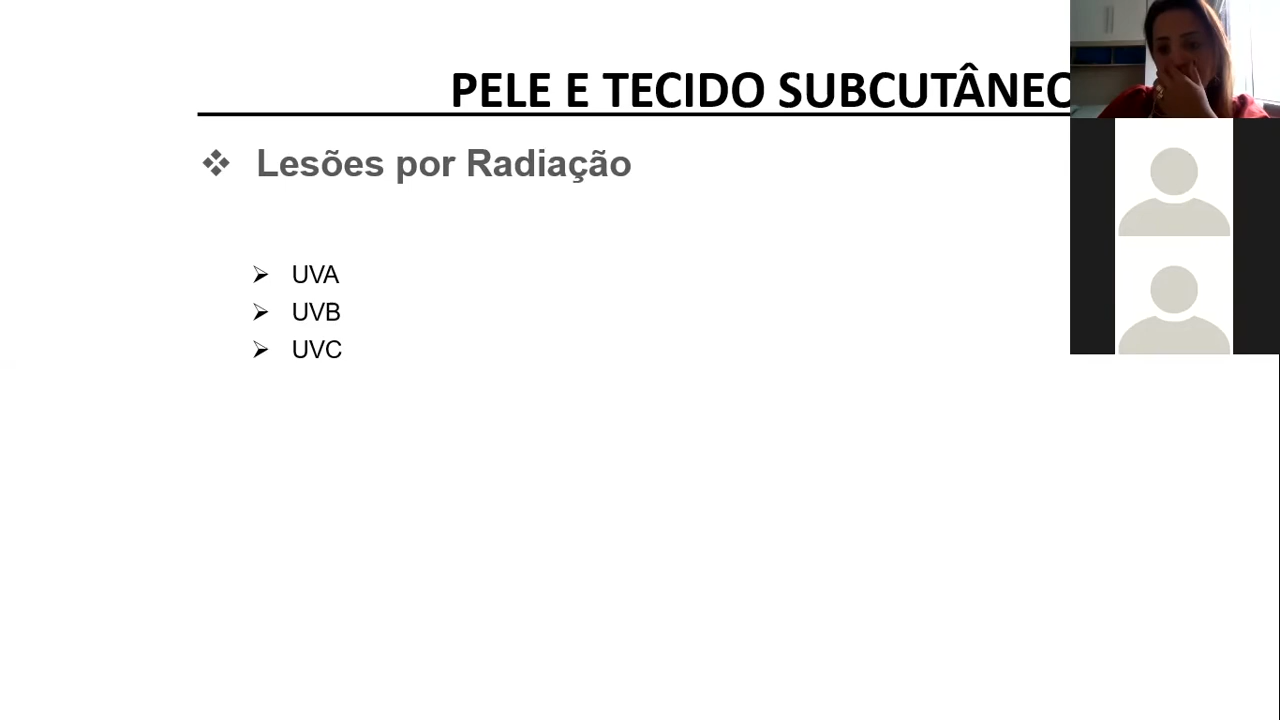 PELE E TECIDO SUBCUTÂNEO
Lesões por Radiação
UVA
UVB
UVC